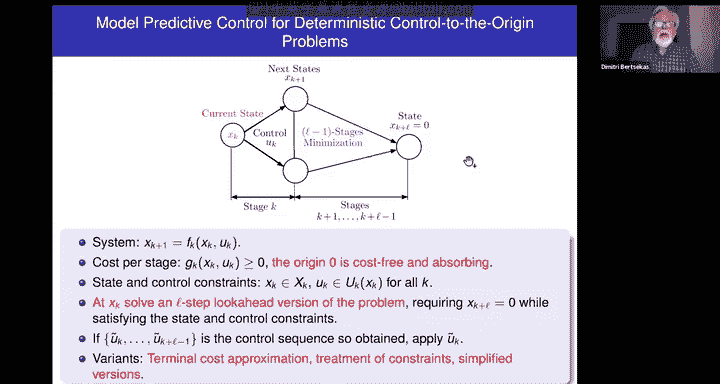 Model Predictive Control for Deterministic Control-to-the-Origin
Problems
Dimitri Bertsekas
Next States
x_{k+1}
Current State
x_k
Control
u_k
(ℓ − 1)-Stages
Minimization
State
x_{k+ℓ} = 0
Stage k
Stages
k + 1, . . . , k + ℓ − 1
System: x_{k+1} = f_k(x_k, u_k).
Cost per stage: g_k(x_k, u_k) ≥ 0, the origin 0 is cost-free and absorbing.
State and control constraints: x_k ∈ X_k, u_k ∈ U_k(x_k) for all k.
At x_k solve an ℓ-step lookahead version of the problem, requiring x_{k+ℓ} = 0 while
satisfying the state and control constraints.
If {ũ_k, . . . , ũ_{k+ℓ−1}} is the control sequence so obtained, apply ũ_k.
Variants: Terminal cost approximation, treatment of constraints, simplified
versions.